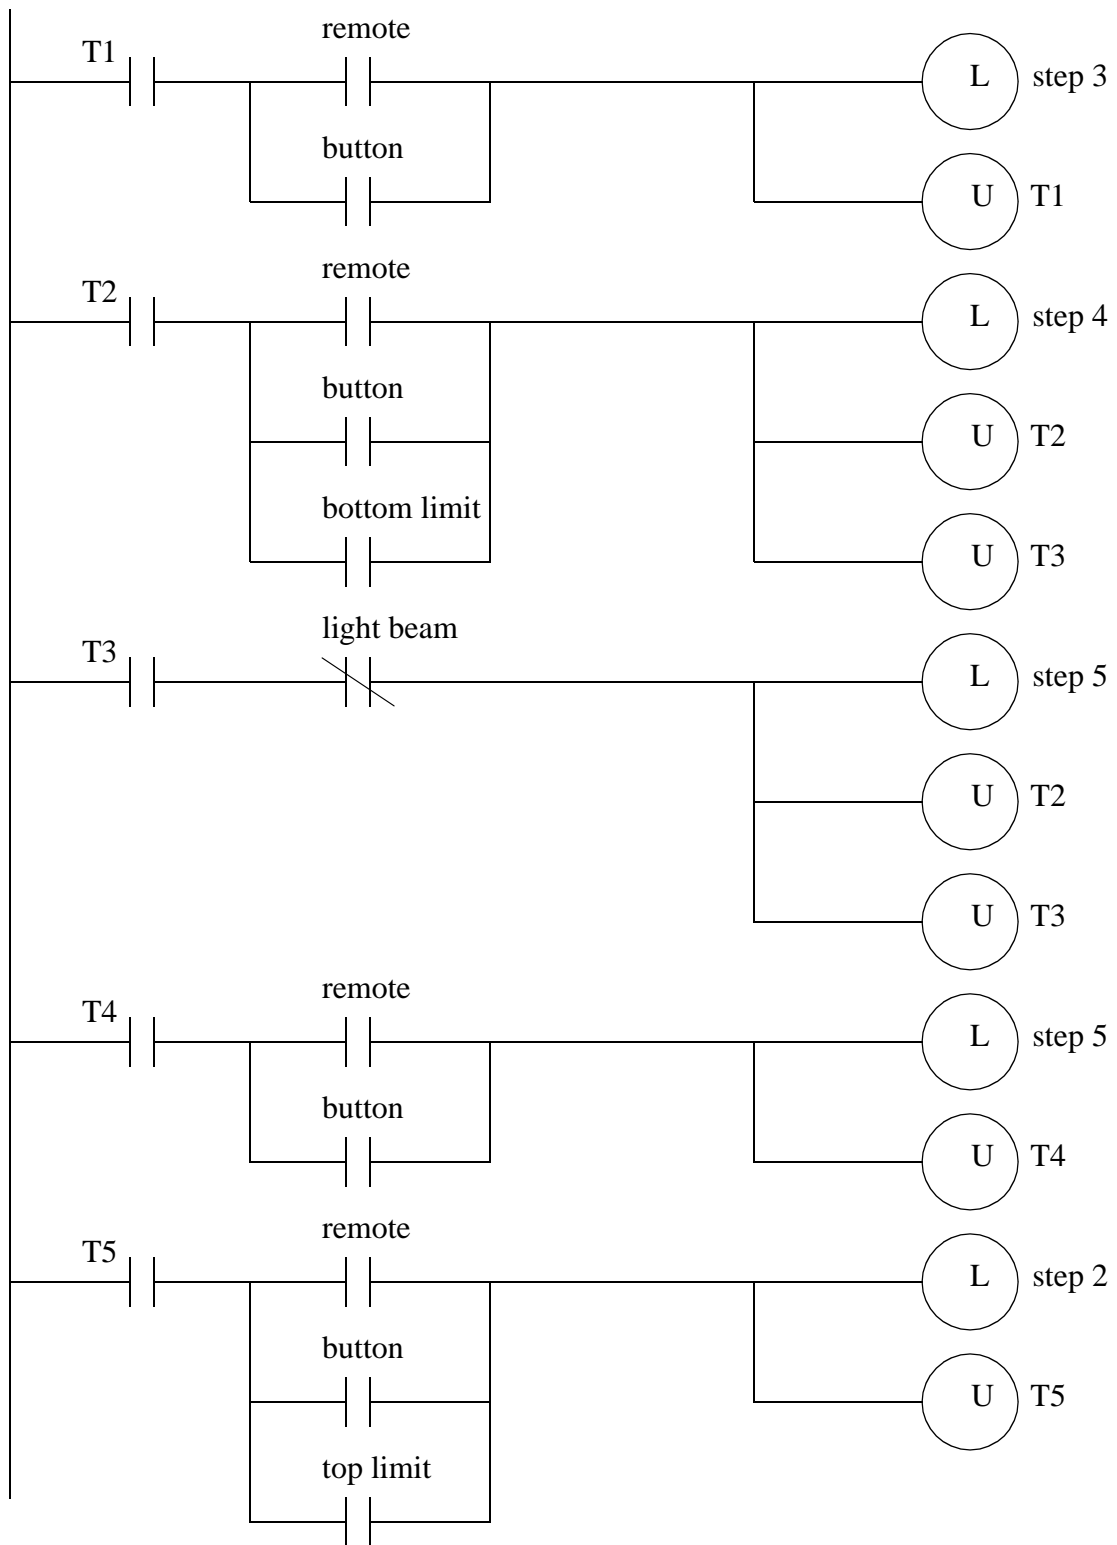 remote
T1
L step 3
button
U T1
remote
T2
L step 4
button
U T2
bottom limit
U T3
light beam
T3
L step 5
U T2
U T3
remote
T4
L step 5
button
U T4
remote
T5
L step 2
button
U T5
top limit